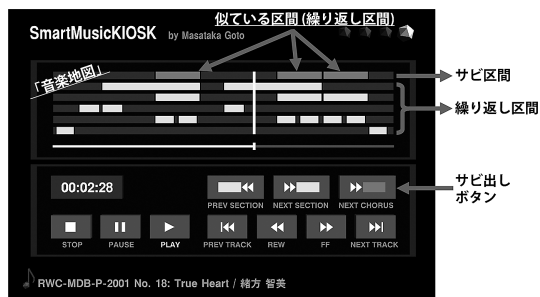 似ている区間 (繰り返し区間)
SmartMusicKIOSK by Masataka Goto
「音楽地図」
サビ区間
繰り返し区間
00:02:28
PREV SECTION NEXT SECTION NEXT CHORUS
サビ出し
ボタン
STOP PAUSE PLAY PREV TRACK REW FF NEXT TRACK
RWC-MDB-P-2001 No. 18: True Heart / 緒方 智美